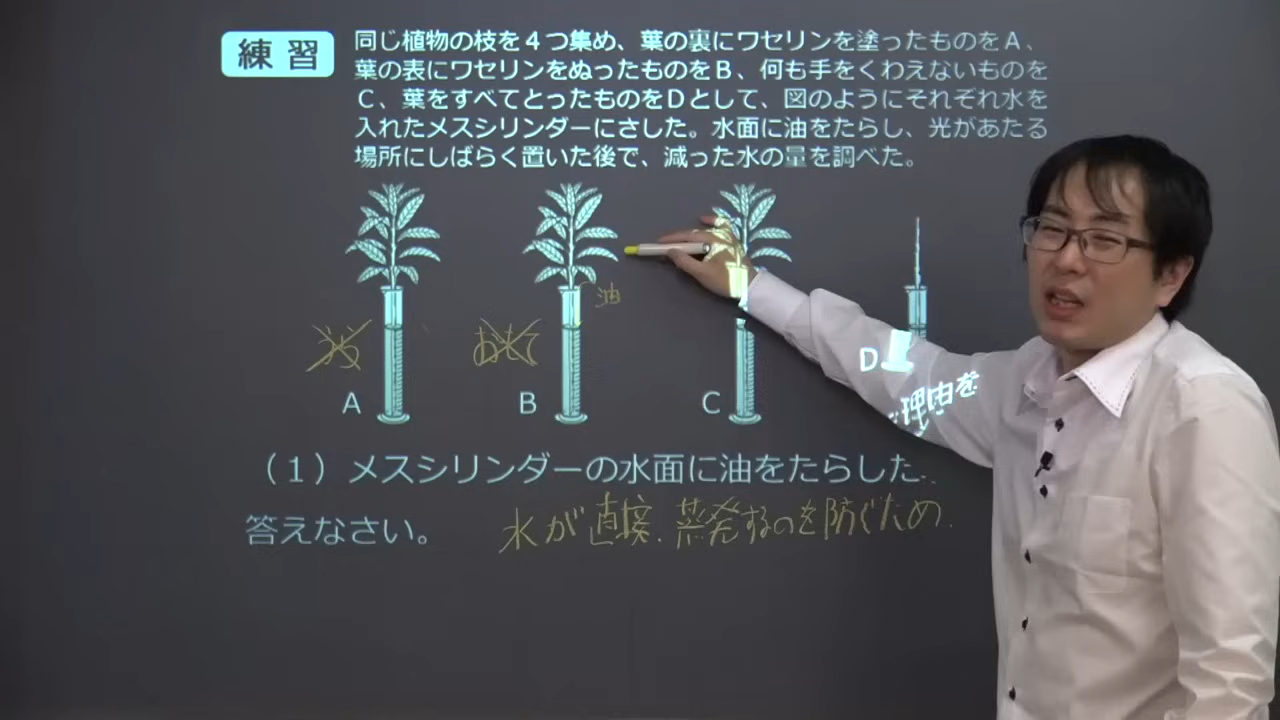 練習
同じ植物の枝を４つ集め、葉の裏にワセリンを塗ったものをＡ、
葉の表にワセリンをぬったものをＢ、何も手をくわえないものを
Ｃ、葉をすべてとったものをＤとして、図のようにそれぞれ水を
入れたメスシリンダーにさした。水面に油をたらし、光があたる
場所にしばらく置いた後で、減った水の量を調べた。
油
うら
おもて
A
B
C
D
（１）メスシリンダーの水面に油をたらした
理由を
答えなさい。
水が直接、蒸発するのを防ぐため.